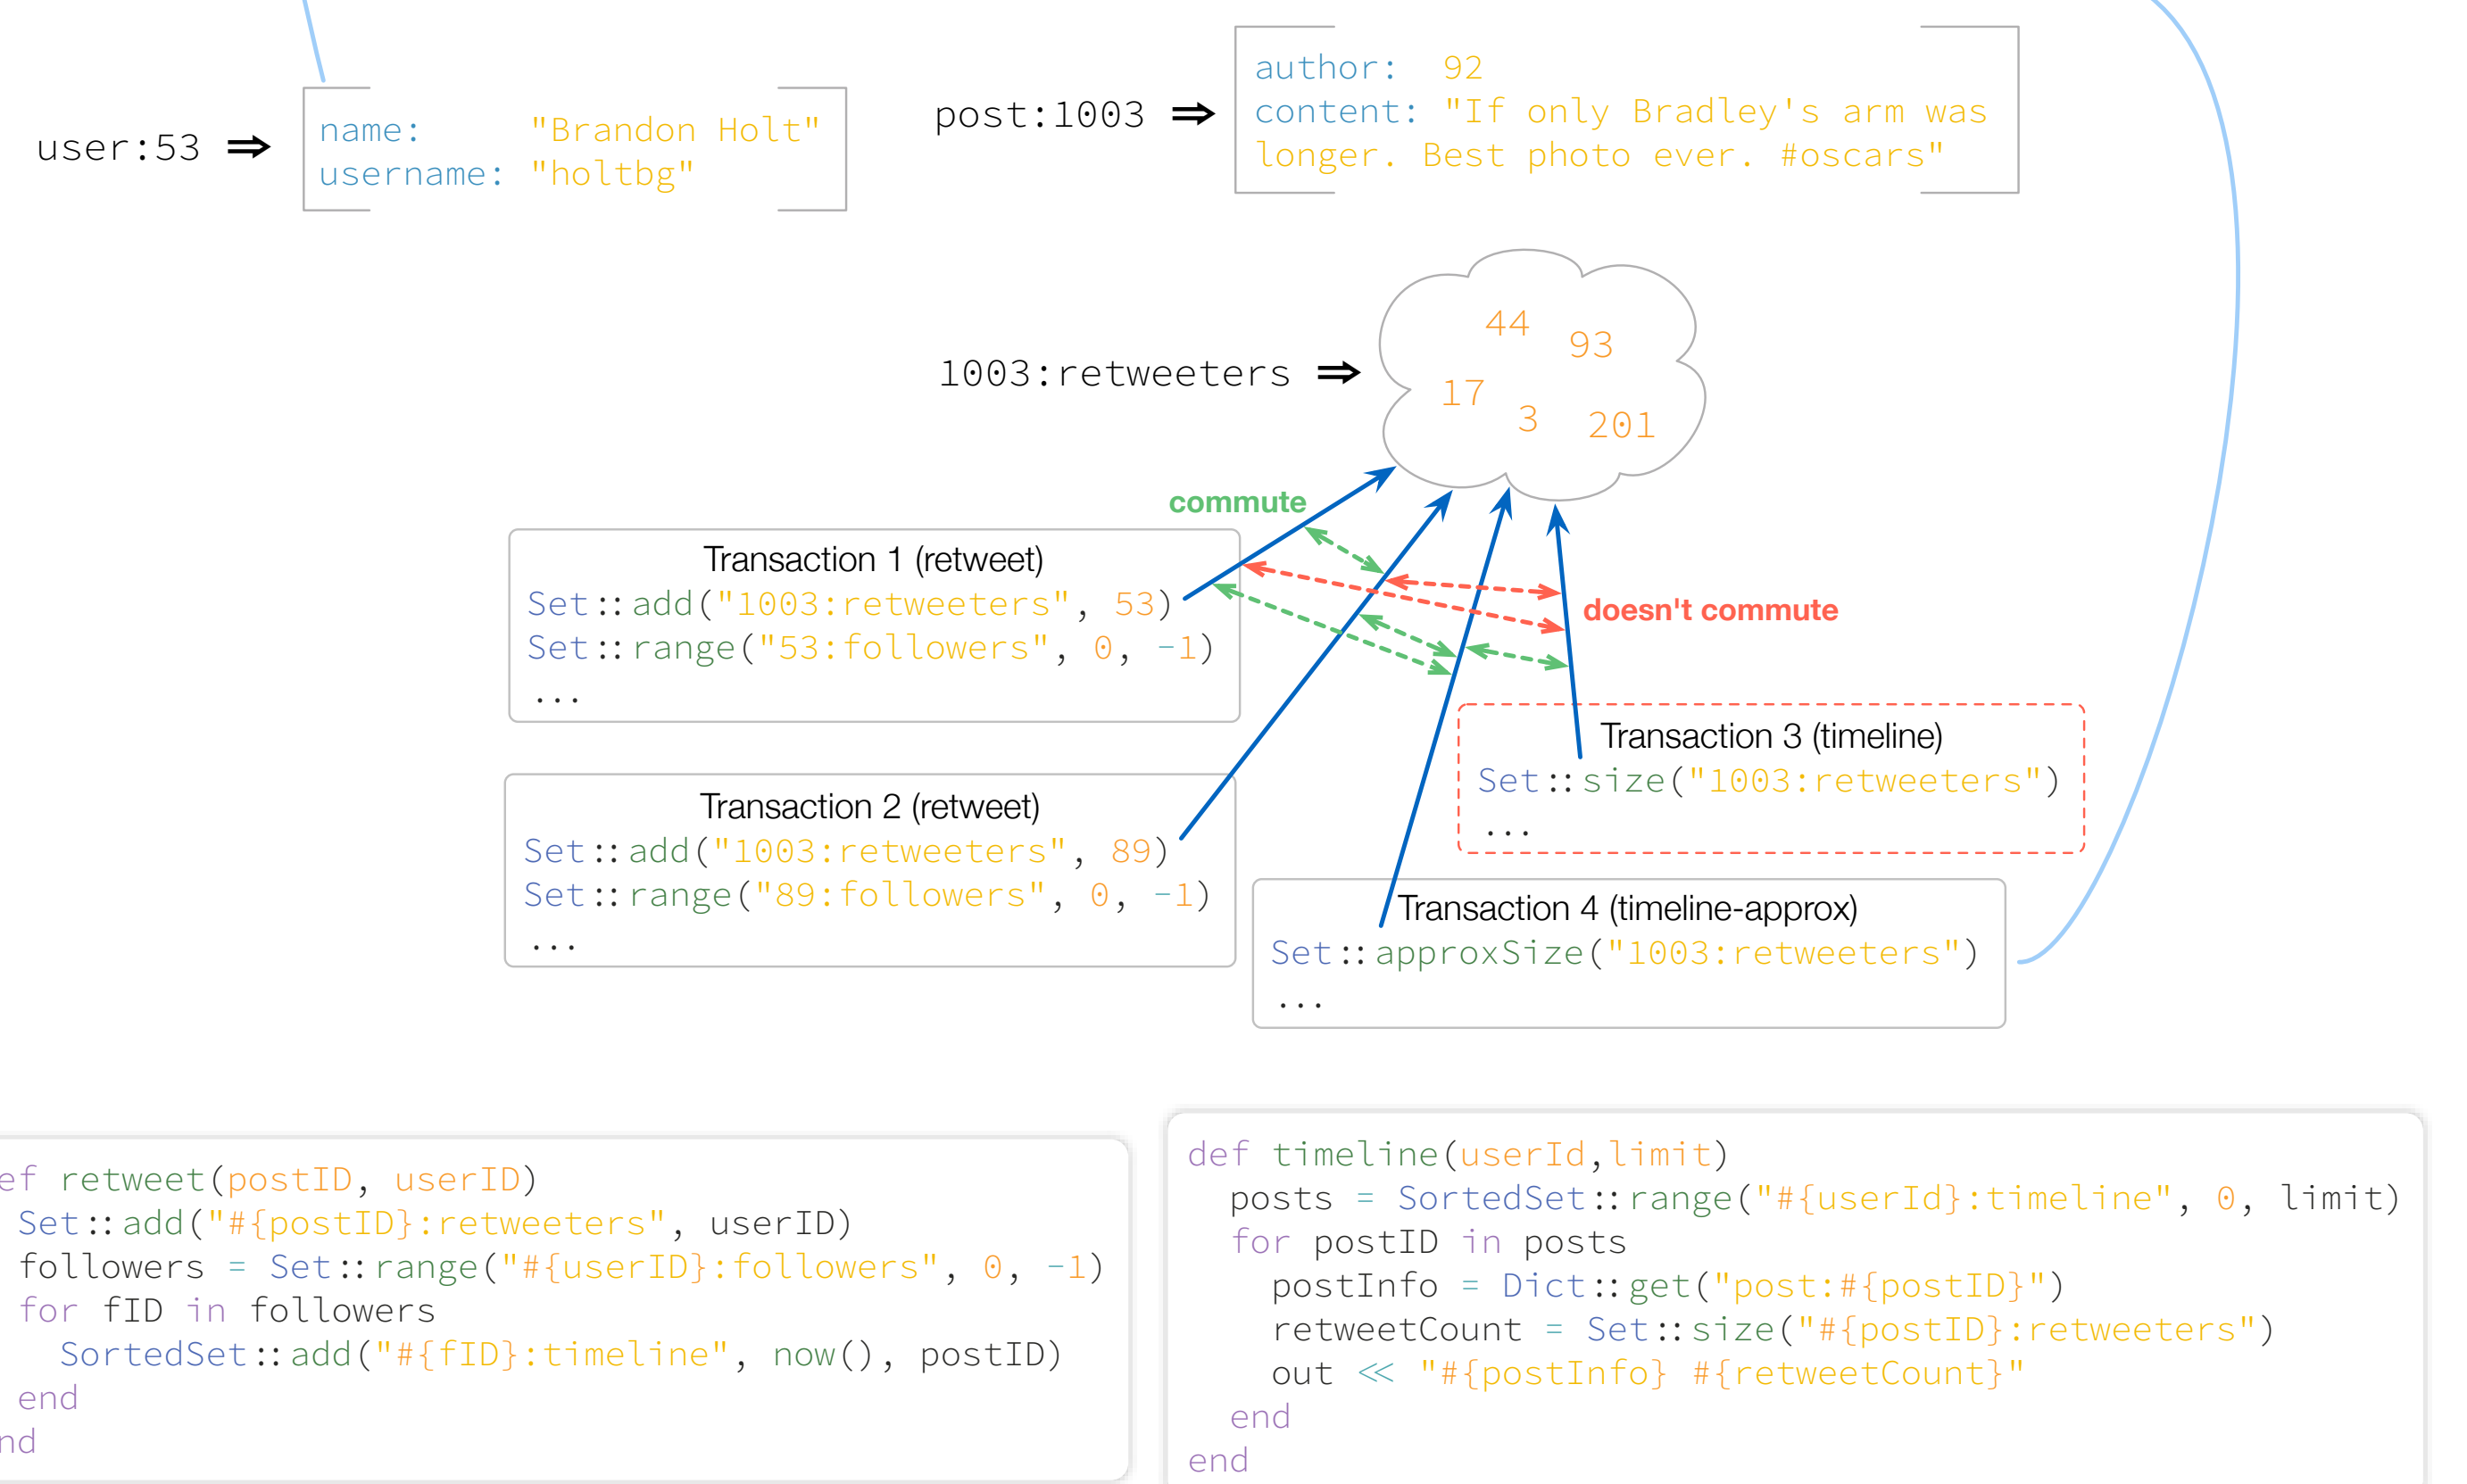 user:53 ⇒
name: "Brandon Holt"
username: "holtbg"
post:1003 ⇒
author: 92
content: "If only Bradley's arm was
longer. Best photo ever. #oscars"
1003:retweeters ⇒
44
93
17
3
201
commute
doesn't commute
Transaction 1 (retweet)
Set::add("1003:retweeters", 53)
Set::range("53:followers", 0, -1)
...
Transaction 2 (retweet)
Set::add("1003:retweeters", 89)
Set::range("89:followers", 0, -1)
...
Transaction 3 (timeline)
Set::size("1003:retweeters")
...
Transaction 4 (timeline-approx)
Set::approxSize("1003:retweeters")
...
ef retweet(postID, userID)
Set::add("#{postID}:retweeters", userID)
followers = Set::range("#{userID}:followers", 0, -1)
for fID in followers
SortedSet::add("#{fID}:timeline", now(), postID)
end
nd
def timeline(userId,limit)
posts = SortedSet::range("#{userId}:timeline", 0, limit)
for postID in posts
postInfo = Dict::get("post:#{postID}")
retweetCount = Set::size("#{postID}:retweeters")
out << "#{postInfo} #{retweetCount}"
end
end